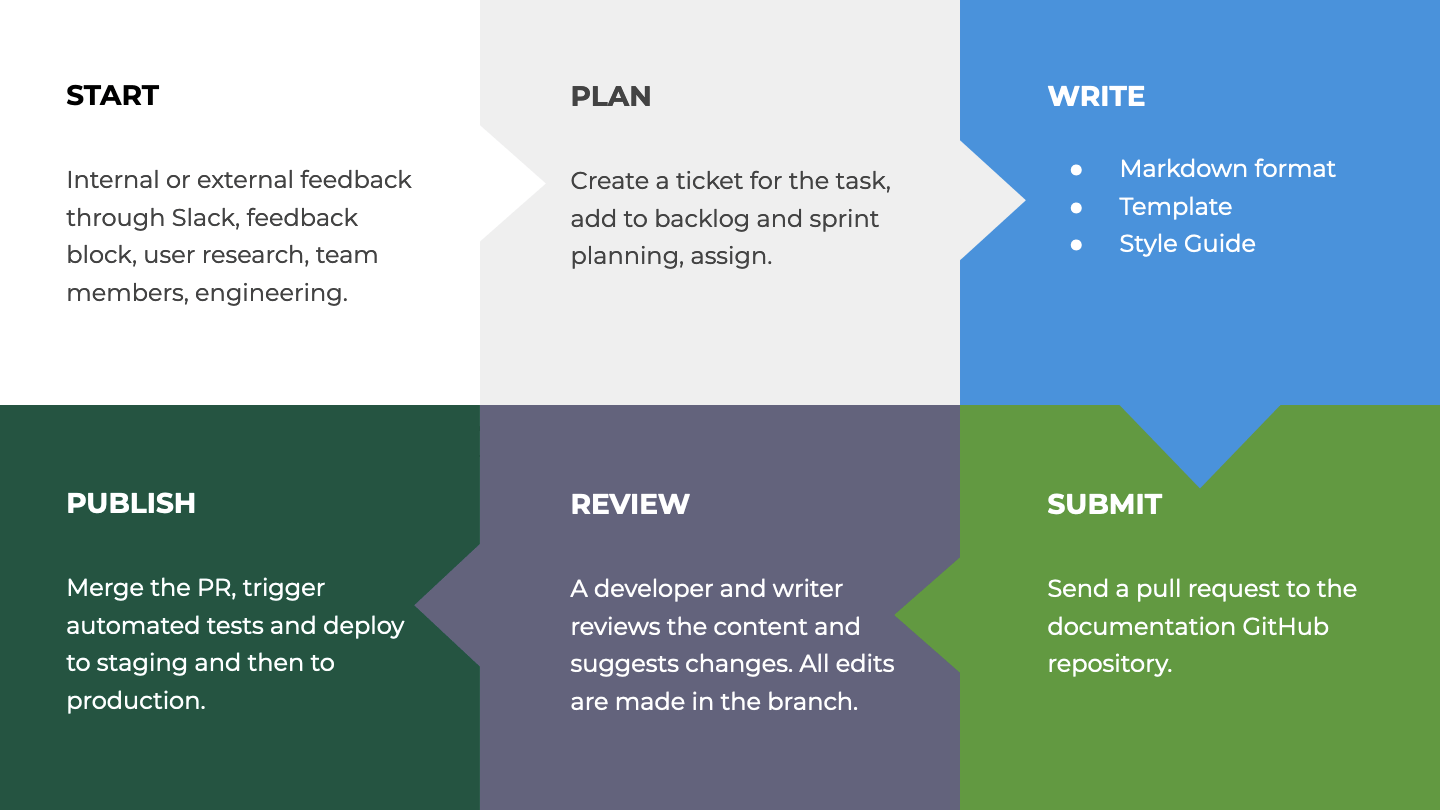 START
Internal or external feedback
through Slack, feedback
block, user research, team
members, engineering.
PLAN
Create a ticket for the task,
add to backlog and sprint
planning, assign.
WRITE
● Markdown format
● Template
● Style Guide
PUBLISH
Merge the PR, trigger
automated tests and deploy
to staging and then to
production.
REVIEW
A developer and writer
reviews the content and
suggests changes. All edits
are made in the branch.
SUBMIT
Send a pull request to the
documentation GitHub
repository.